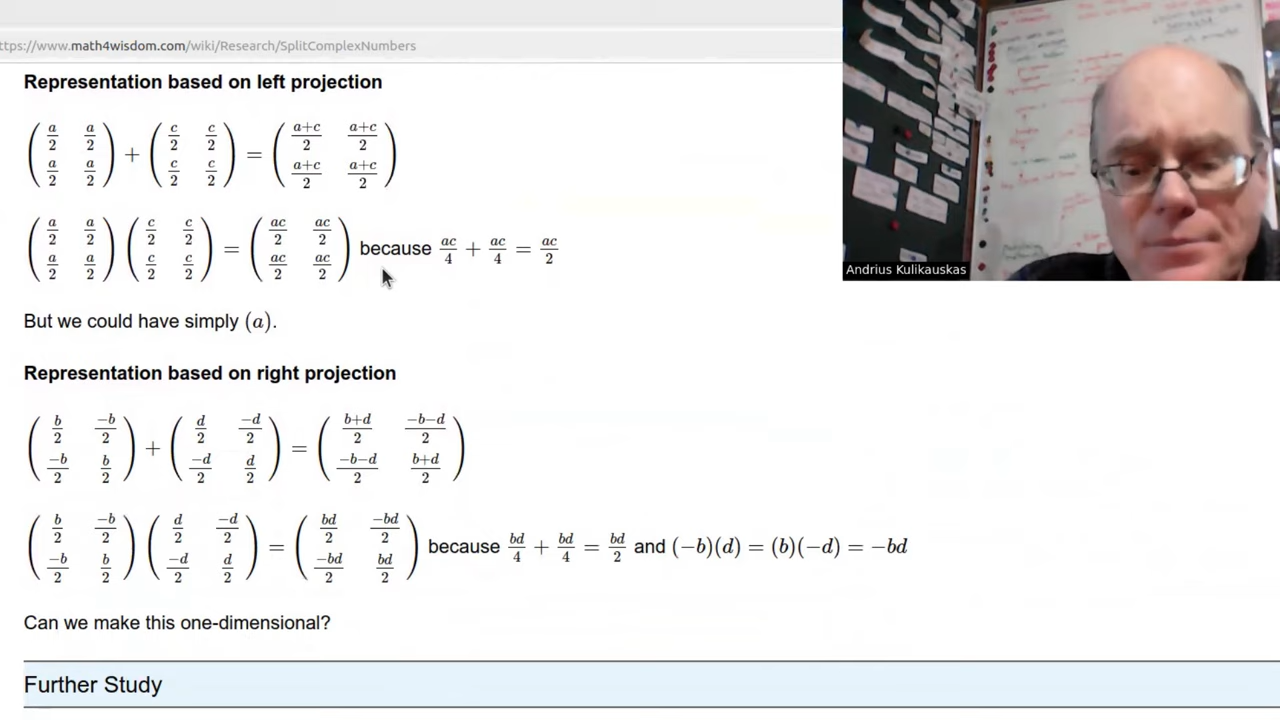 https://www.math4wisdom.com/wiki/Research/SplitComplexNumbers
Representation based on left projection
(a/2 a/2; a/2 a/2) + (c/2 c/2; c/2 c/2) = (a+c/2 a+c/2; a+c/2 a+c/2)
(a/2 a/2; a/2 a/2)(c/2 c/2; c/2 c/2) = (ac/2 ac/2; ac/2 ac/2) because ac/4 + ac/4 = ac/2
But we could have simply (a).
Representation based on right projection
(b/2 -b/2; -b/2 b/2) + (d/2 -d/2; -d/2 d/2) = (b+d/2 -b-d/2; -b-d/2 b+d/2)
(b/2 -b/2; -b/2 b/2)(d/2 -d/2; -d/2 d/2) = (bd/2 -bd/2; -bd/2 bd/2) because bd/4 + bd/4 = bd/2 and (-b)(d) = (b)(-d) = -bd
Can we make this one-dimensional?
Further Study
Andrius Kulikauskas